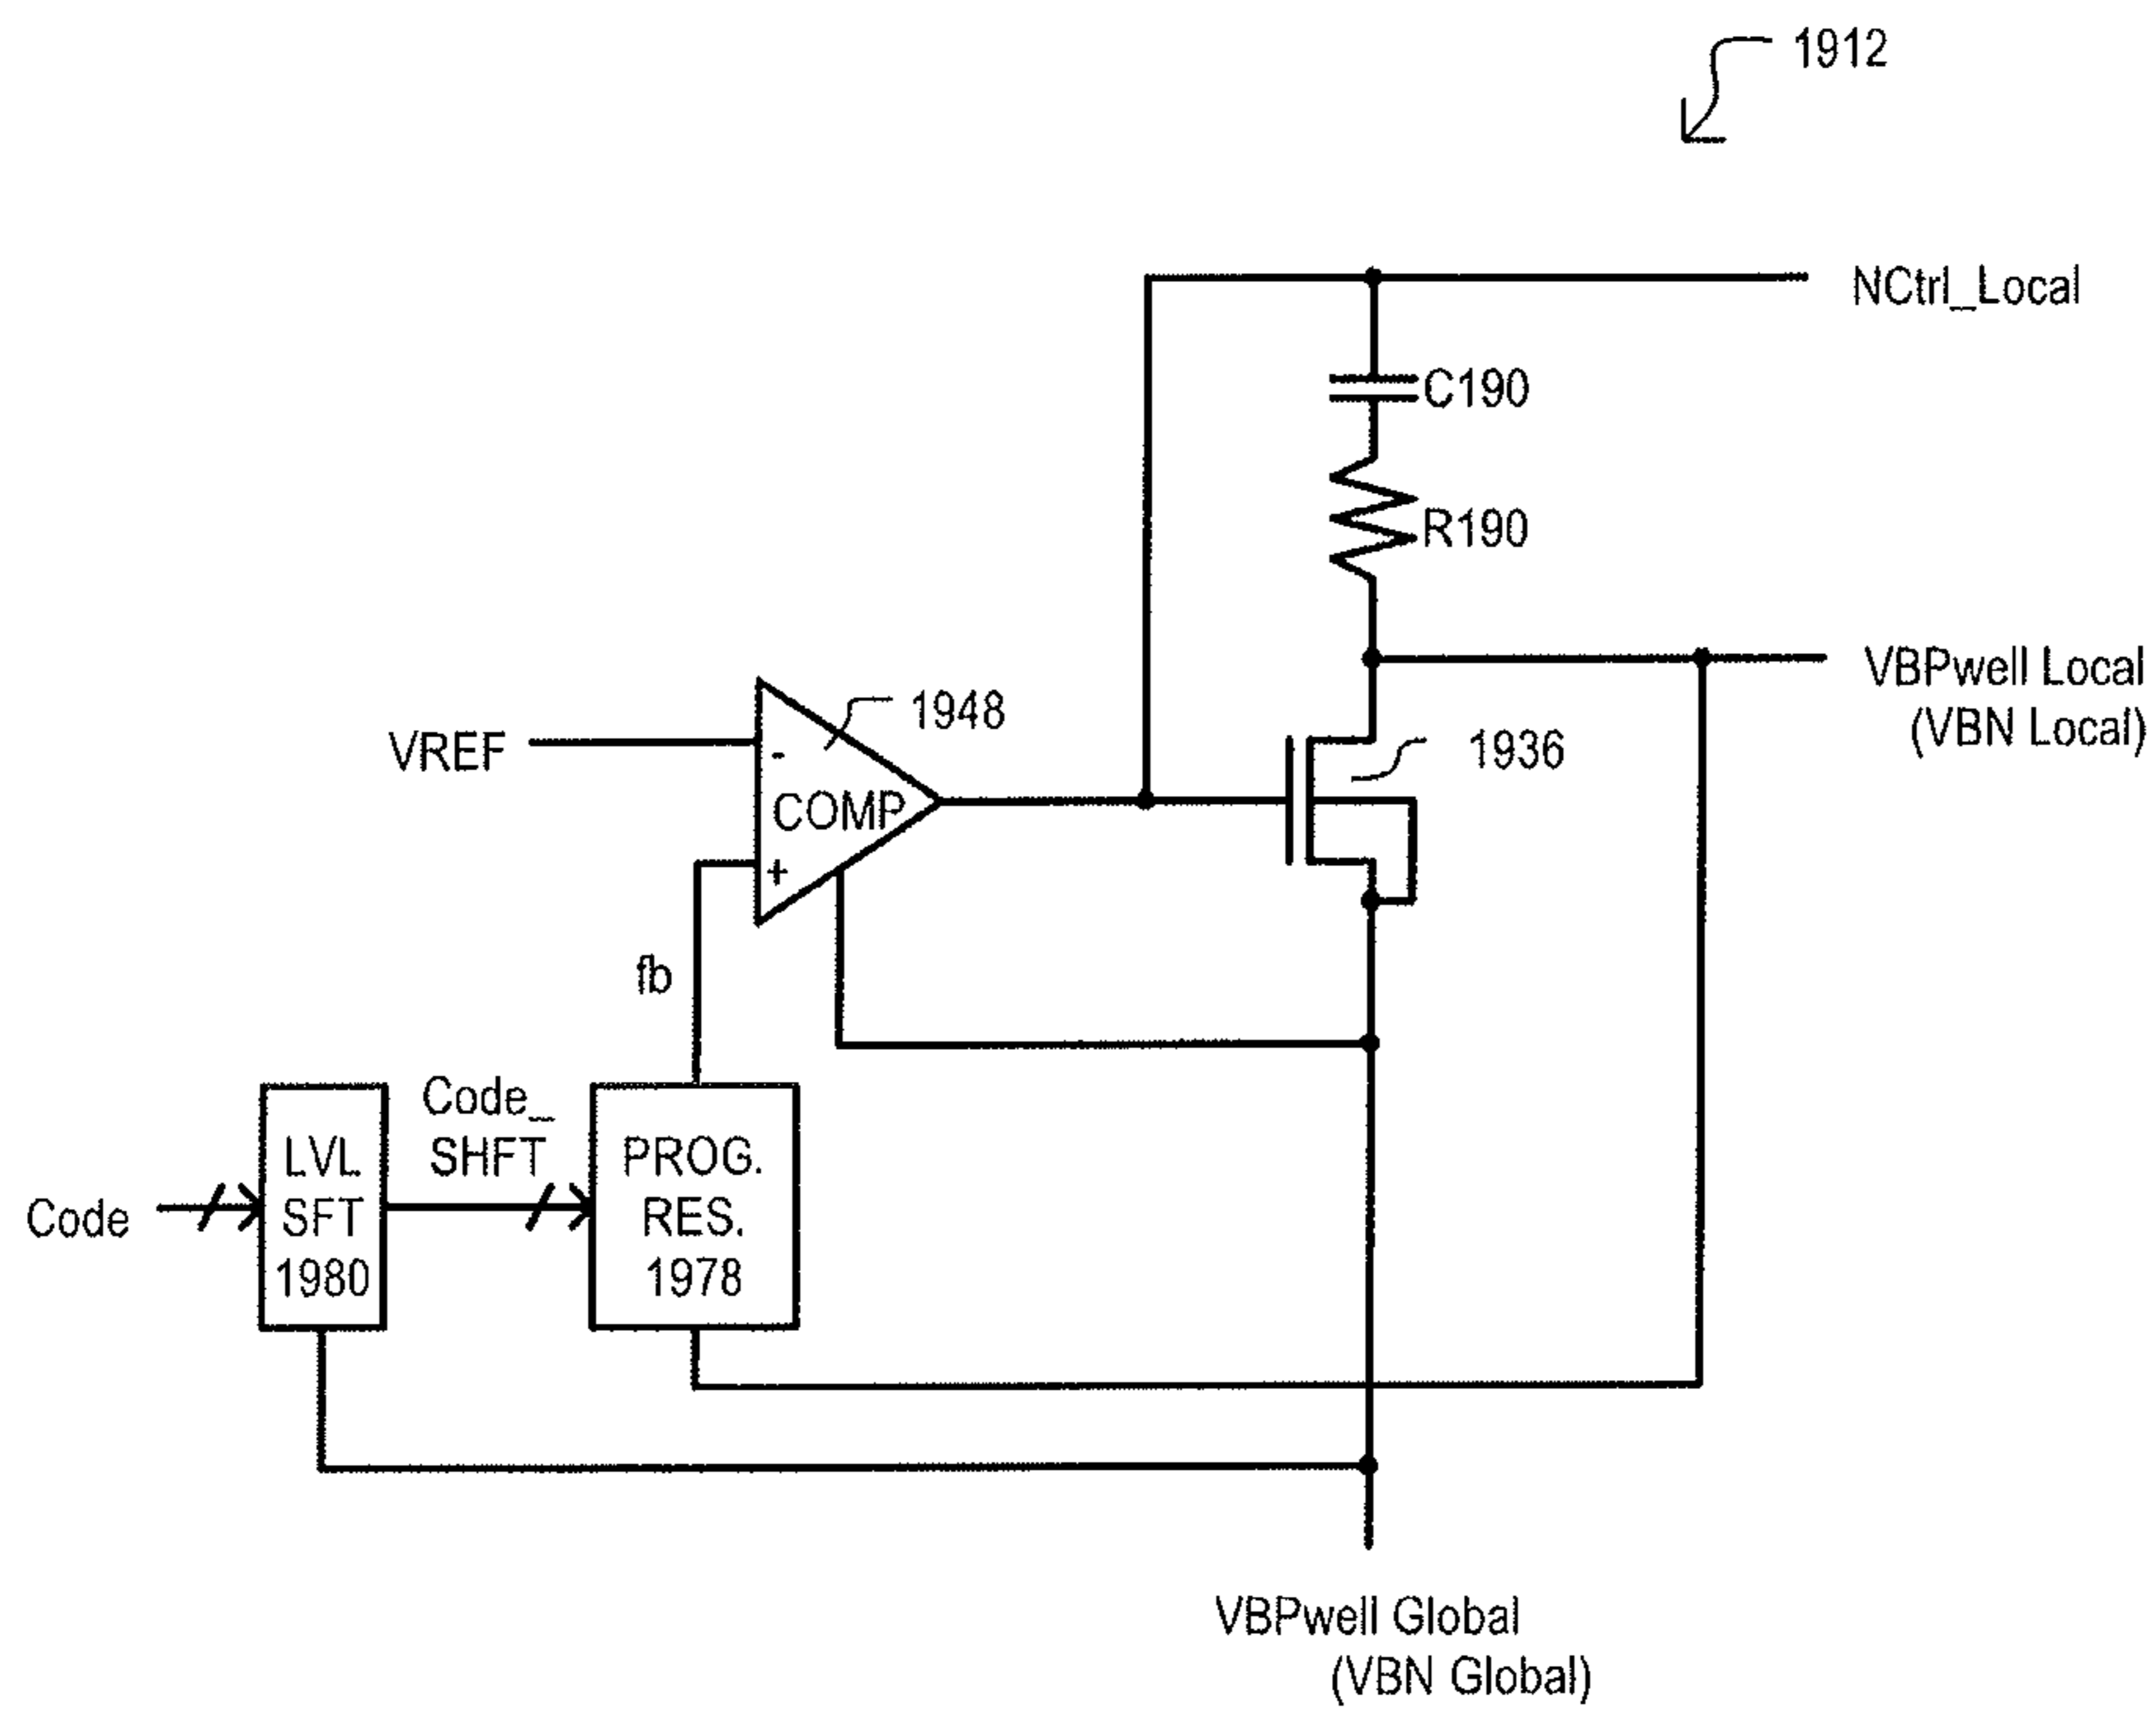 1912
NCtrl_Local
C190
R190
VBPwell Local
(VBN Local)
1948
VREF
-
COMP
+
1936
fb
Code_
SHFT
LVL
SFT
1980
PROG.
RES.
1978
Code
VBPwell Global
(VBN Global)